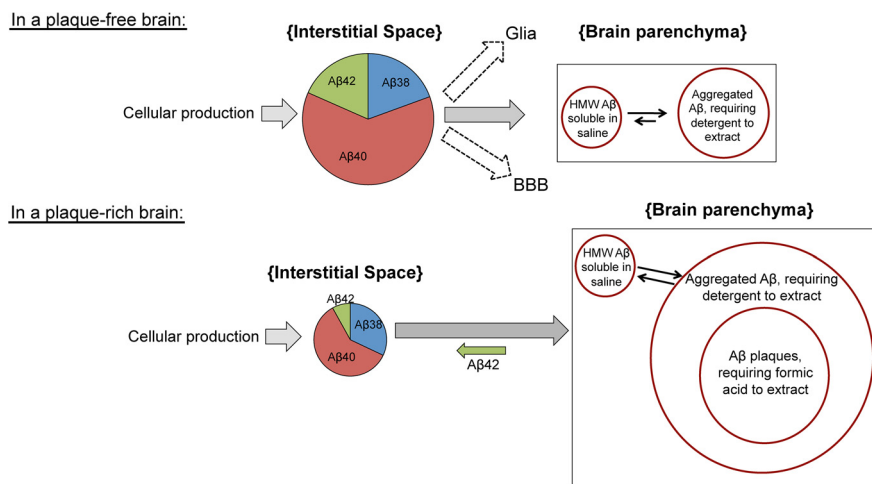 In a plaque-free brain:
{Interstitial Space}
Glia
{Brain parenchyma}
Aβ42
Aβ38
Cellular production
Aβ40
HMW Aβ
soluble in
saline
Aggregated
Aβ, requiring
detergent to
extract
BBB
In a plaque-rich brain:
{Brain parenchyma}
{Interstitial Space}
HMW Aβ
soluble in
saline
Aggregated Aβ, requiring
detergent to extract
Aβ42
Aβ38
Cellular production
Aβ40
Aβ42
Aβ plaques,
requiring formic
acid to extract